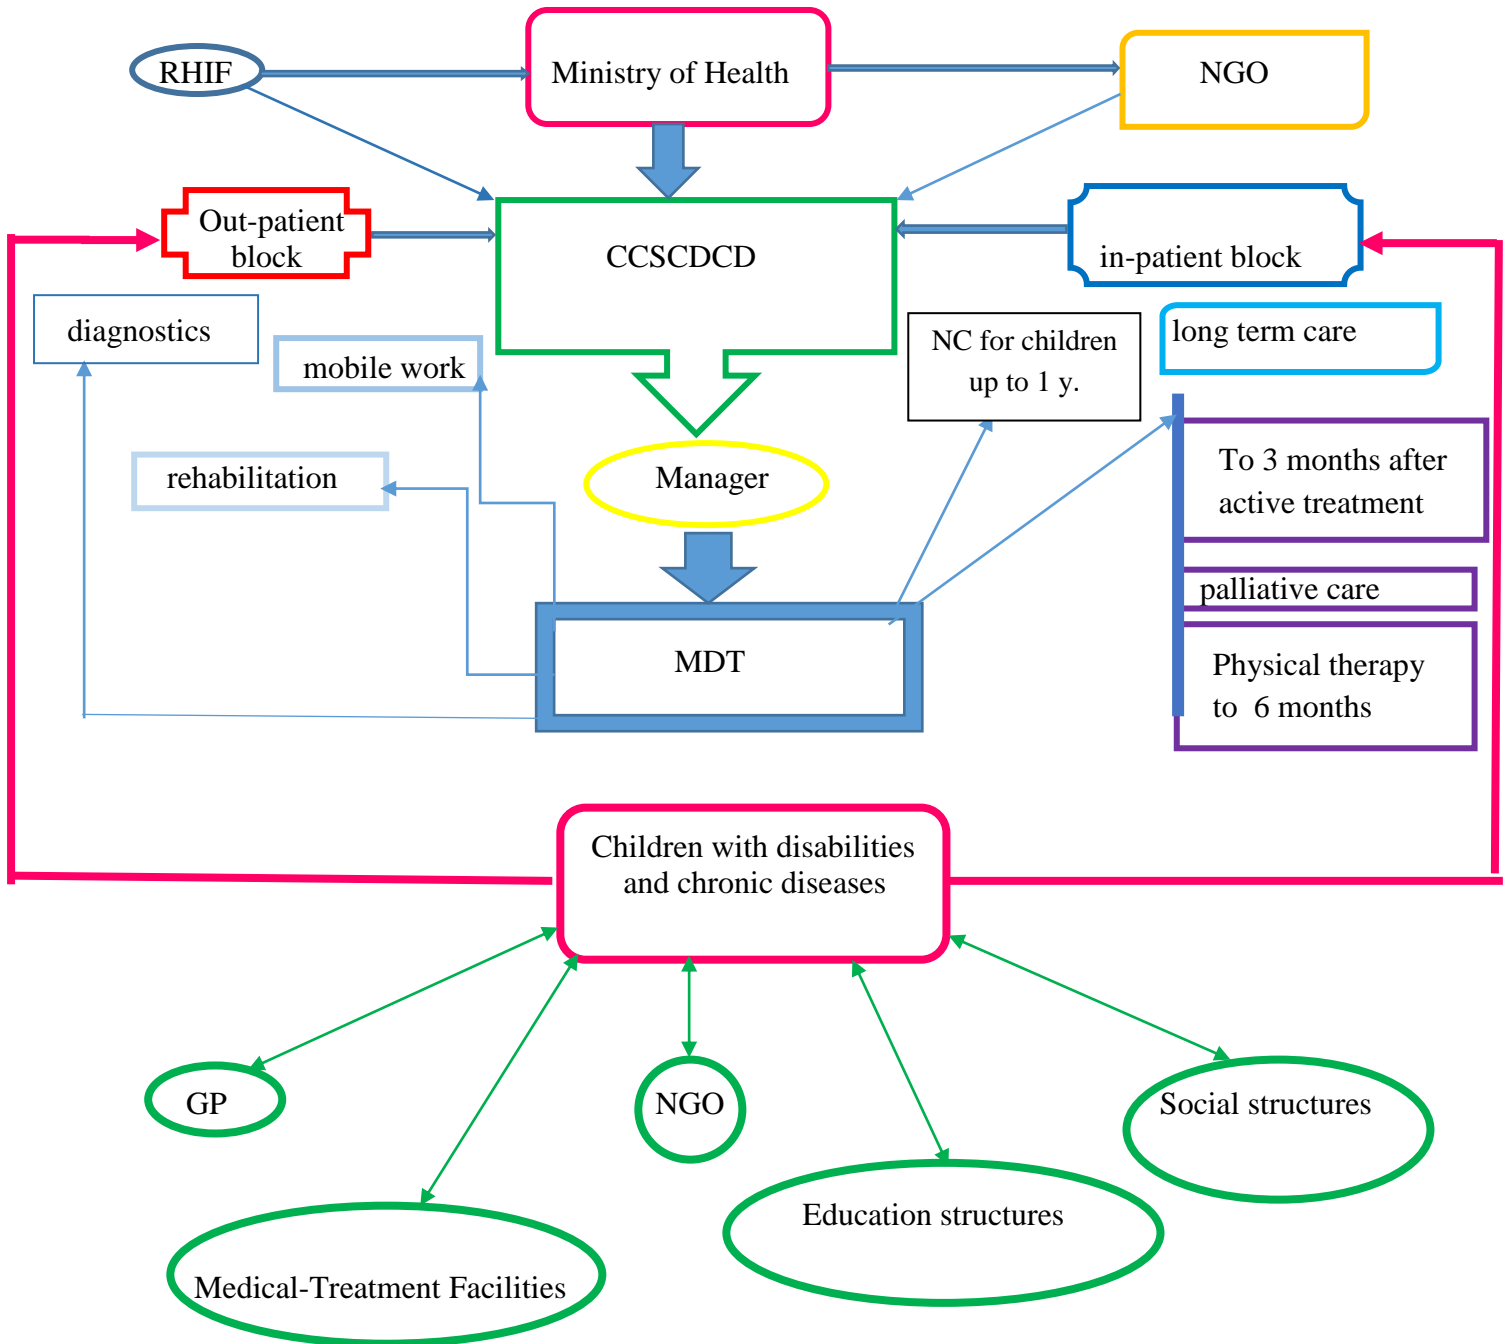 RHIF
Ministry of Health
NGO
Out-patient
block
CCSCDCD
in-patient block
diagnostics
mobile work
NC for children
up to 1 y.
long term care
rehabilitation
Manager
To 3 months after
active treatment
palliative care
MDT
Physical therapy
to 6 months
Children with disabilities
and chronic diseases
GP
NGO
Social structures
Education structures
Medical-Treatment Facilities